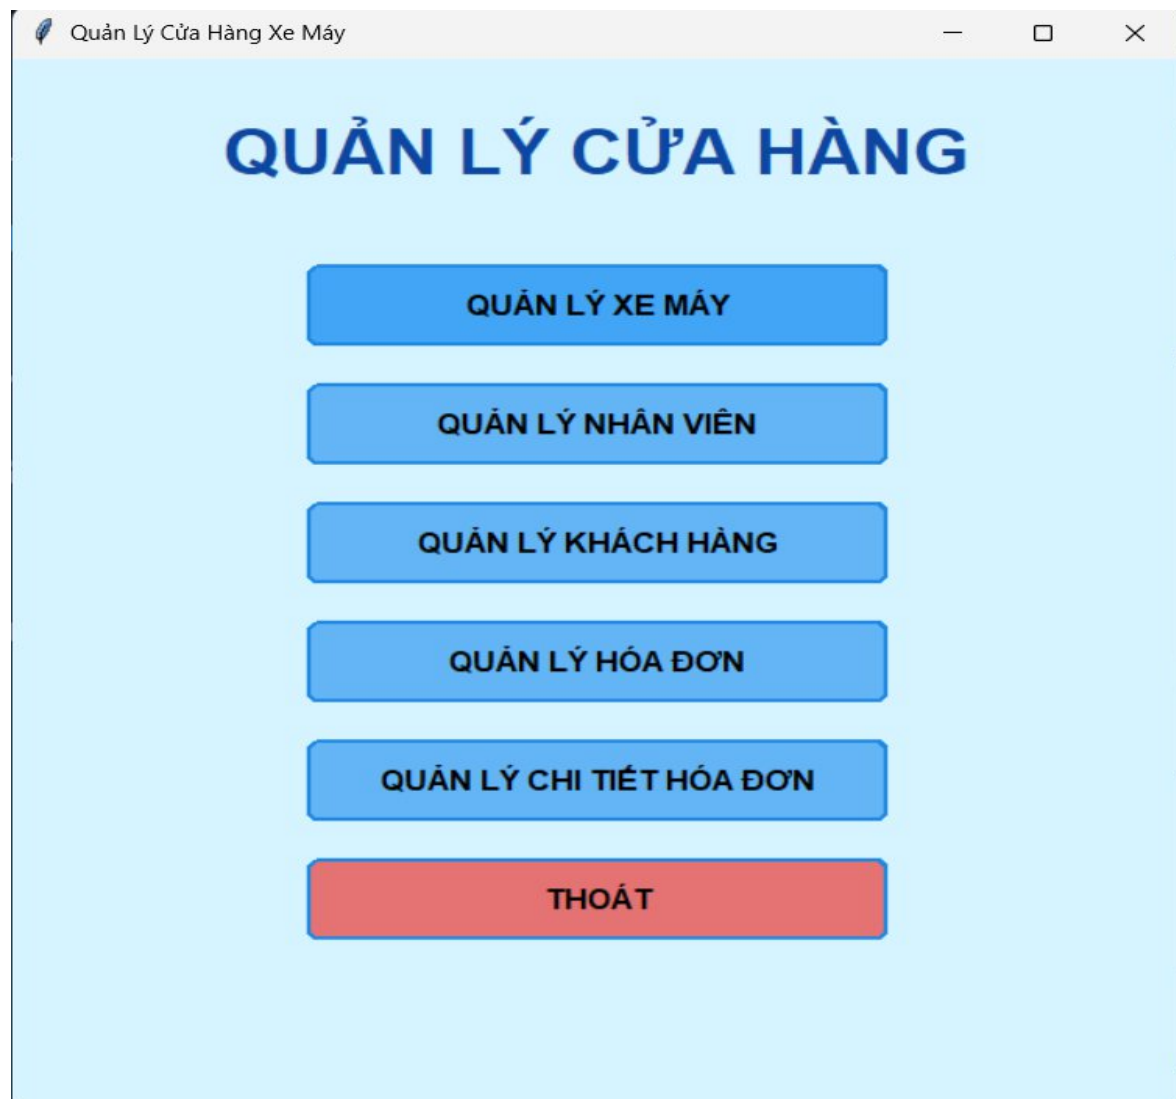 Quản Lý Cửa Hàng Xe Máy
QUẢN LÝ CỬA HÀNG
QUẢN LÝ XE MÁY
QUẢN LÝ NHÂN VIÊN
QUẢN LÝ KHÁCH HÀNG
QUẢN LÝ HÓA ĐƠN
QUẢN LÝ CHI TIẾT HÓA ĐƠN
THOÁT